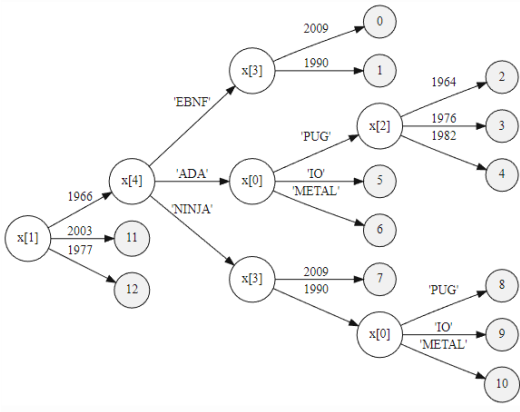 0
2009
x[3]
1990
1
'EBNF'
1964
2
x[2]
1976
3
1982
4
'PUG'
x[4]
'ADA'
x[0]
'IO'
5
'METAL'
6
1966
'NINJA'
x[1]
2003
11
1977
12
x[3]
2009
7
1990
'PUG'
8
x[0]
'IO'
9
'METAL'
10